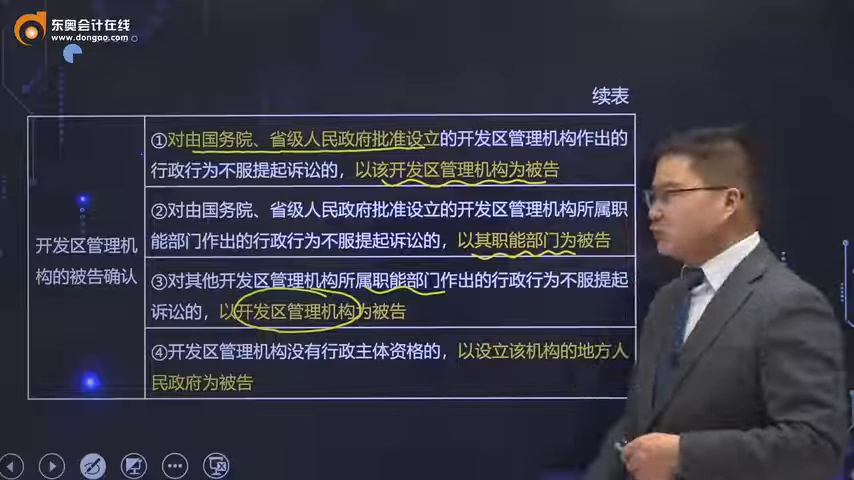 东奥会计在线
www.dongao.com
续表
开发区管理机
构的被告确认
①对由国务院、省级人民政府批准设立的开发区管理机构作出的
行政行为不服提起诉讼的，以该开发区管理机构为被告
②对由国务院、省级人民政府批准设立的开发区管理机构所属职
能部门作出的行政行为不服提起诉讼的，以其职能部门为被告
③对其他开发区管理机构所属职能部门作出的行政行为不服提起
诉讼的，以开发区管理机构为被告
④开发区管理机构没有行政主体资格的，以设立该机构的地方人
民政府为被告